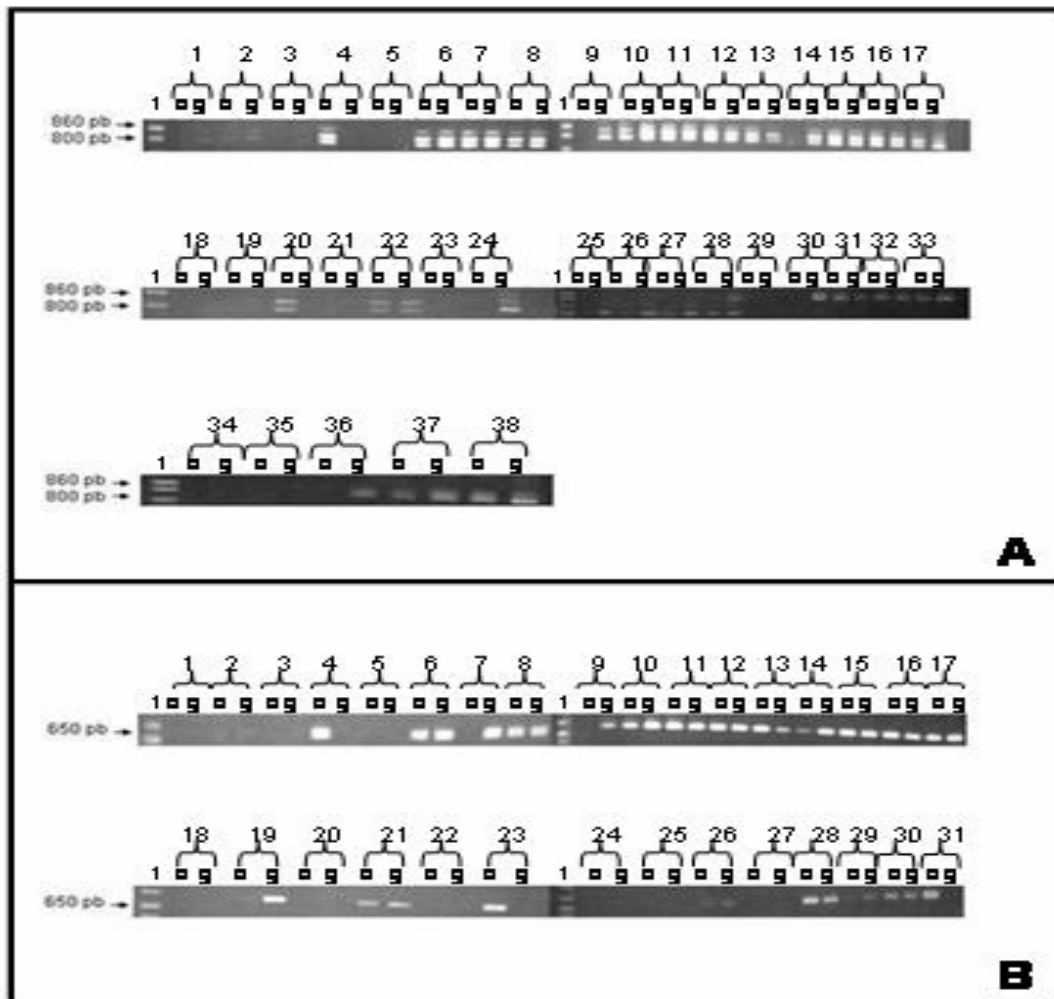 1 2 3 4 5 6 7 8 9 10 11 12 13 14 15 16 17
1 o g o g o g o g o g o g o g o g 1 o g o g o g o g o g o g o g o g o g
860 pb
800 pb
18 19 20 21 22 23 24 25 26 27 28 29 30 31 32 33
1 o g o g o g o g o g o g o g 1 o g o g o g o g o g o g o g o g o g
860 pb
800 pb
34 35 36 37 38
1 o g o g o g o g o g
860 pb
800 pb
A
1 2 3 4 5 6 7 8 9 10 11 12 13 14 15 16 17
1 o g o g o g o g o g o g o g o g 1 o g o g o g o g o g o g o g o g o g
650 pb
18 19 20 21 22 23 24 25 26 27 28 29 30 31
1 o g o g o g o g o g o g 1 o g o g o g o g o g o g o g o g
650 pb
B